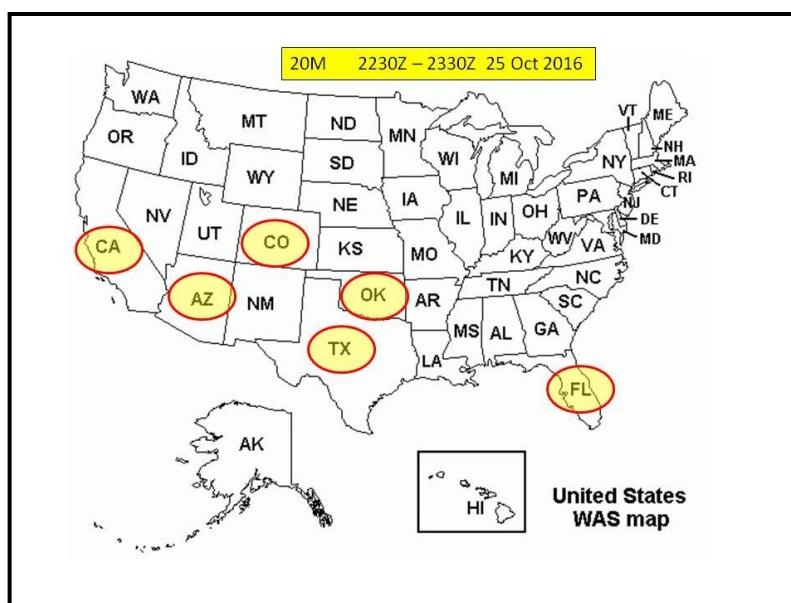 20M 2230Z – 2330Z 25 Oct 2016
WA
MT
ND
MN
VT
ME
OR
ID
WY
SD
WI
MI
NY
NH
MA
RI
CT
NV
UT
CO
NE
IA
IL
IN
OH
PA
NJ
DE
MD
CA
KS
MO
KY
WV
VA
AZ
NM
OK
AR
TN
NC
SC
TX
LA
MS
AL
GA
FL
AK
HI
United States
WAS map